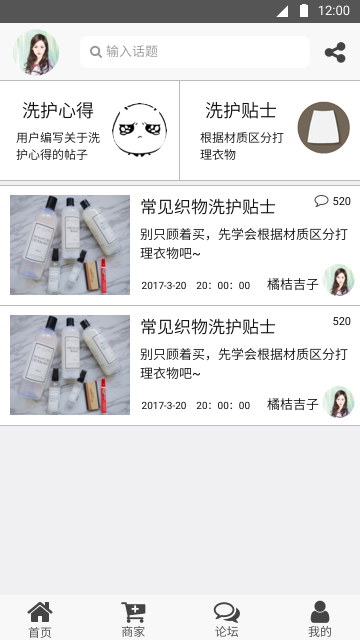 12:00
输入话题
洗护心得
用户编写关于洗
护心得的帖子
洗护贴士
根据材质区分打
理衣物
常见织物洗护贴士
520
别只顾着买，先学会根据材质区分打
理衣物吧~
2017-3-20 20：00：00 橘桔吉子
常见织物洗护贴士
520
别只顾着买，先学会根据材质区分打
理衣物吧~
2017-3-20 20：00：00 橘桔吉子
首页 商家 论坛 我的